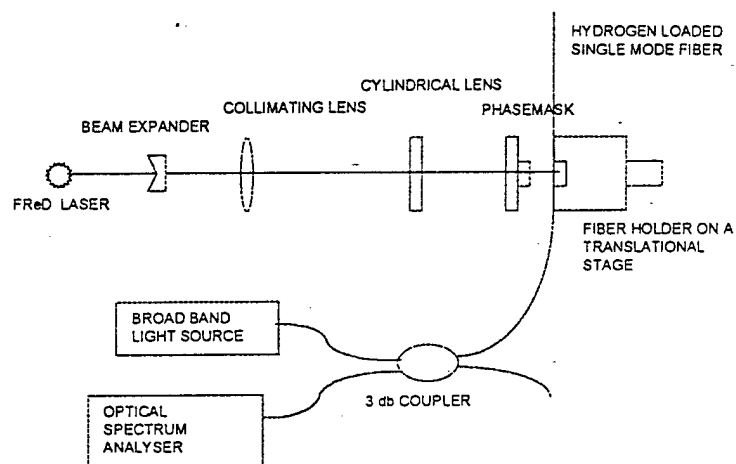 HYDROGEN LOADED
SINGLE MODE FIBER
CYLINDRICAL LENS
COLLIMATING LENS
PHASEMASK
BEAM EXPANDER
FReD LASER
FIBER HOLDER ON A
TRANSLATIONAL
STAGE
BROAD BAND
LIGHT SOURCE
3 db COUPLER
OPTICAL
SPECTRUM
ANALYSER